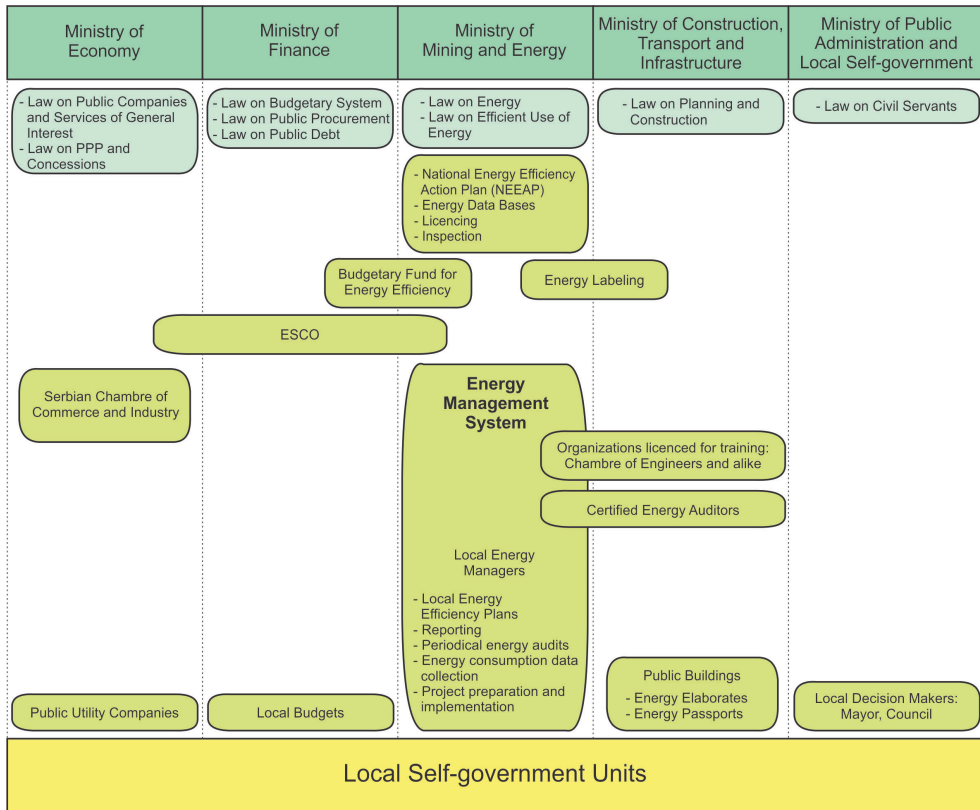 Ministry of
Economy
Ministry of
Finance
Ministry of
Mining and Energy
Ministry of Construction,
Transport and
Infrastructure
Ministry of Public
Administration and
Local Self-government
- Law on Public Companies
and Services of General
Interest
- Law on PPP and
Concessions
- Law on Budgetary System
- Law on Public Procurement
- Law on Public Debt
- Law on Energy
- Law on Efficient Use of
Energy
- Law on Planning and
Construction
- Law on Civil Servants
- National Energy Efficiency
Action Plan (NEEAP)
- Energy Data Bases
- Licencing
- Inspection
Budgetary Fund for
Energy Efficiency
Energy Labeling
ESCO
Serbian Chambre of
Commerce and Industry
Energy
Management
System
Organizations licenced for training:
Chambre of Engineers and alike
Certified Energy Auditors
Local Energy
Managers
- Local Energy
Efficiency Plans
- Reporting
- Periodical energy audits
- Energy consumption data
collection
- Project preparation and
implementation
Public Utility Companies
Local Budgets
Public Buildings
- Energy Elaborates
- Energy Passports
Local Decision Makers:
Mayor, Council
Local Self-government Units